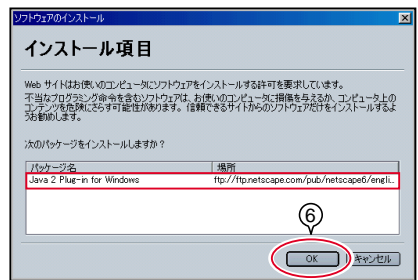 ソフトウェアのインストール
インストール項目
Web サイトはお使いのコンピュータにソフトウェアをインストールする許可を要求しています。
不当なプログラミング命令を含むソフトウェアは、お使いのコンピュータに損傷を与えるか、コンピュータ上の
コンテンツを危険にさらす可能性があります。信頼できるサイトからのソフトウェアだけをインストールするよ
うお勧めします。
次のパッケージをインストールしますか？
パッケージ名 場所
Java 2 Plug-in for Windows ftp://ftp.netscape.com/pub/netscape6/engli...
⑥
OK キャンセル